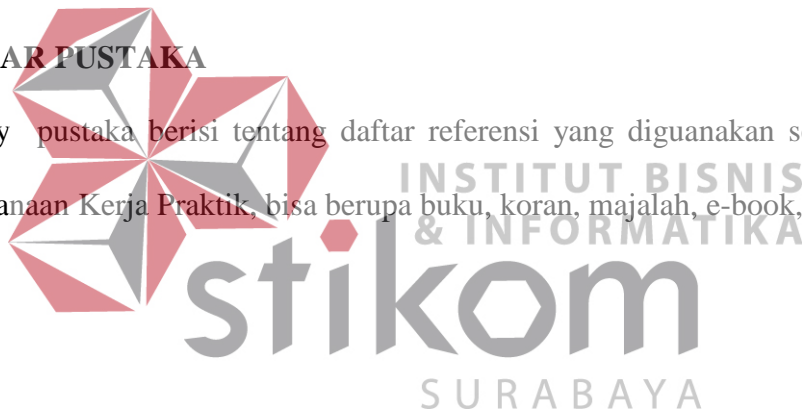 AR PUSTAKA
y pustaka berisi tentang daftar referensi yang diguanakan s
INSTITUT BISNIS
anaan Kerja Praktik, bisa berupa buku, koran, majalah, e-book,
& INFORMATIKA
stikom
SURABAYA